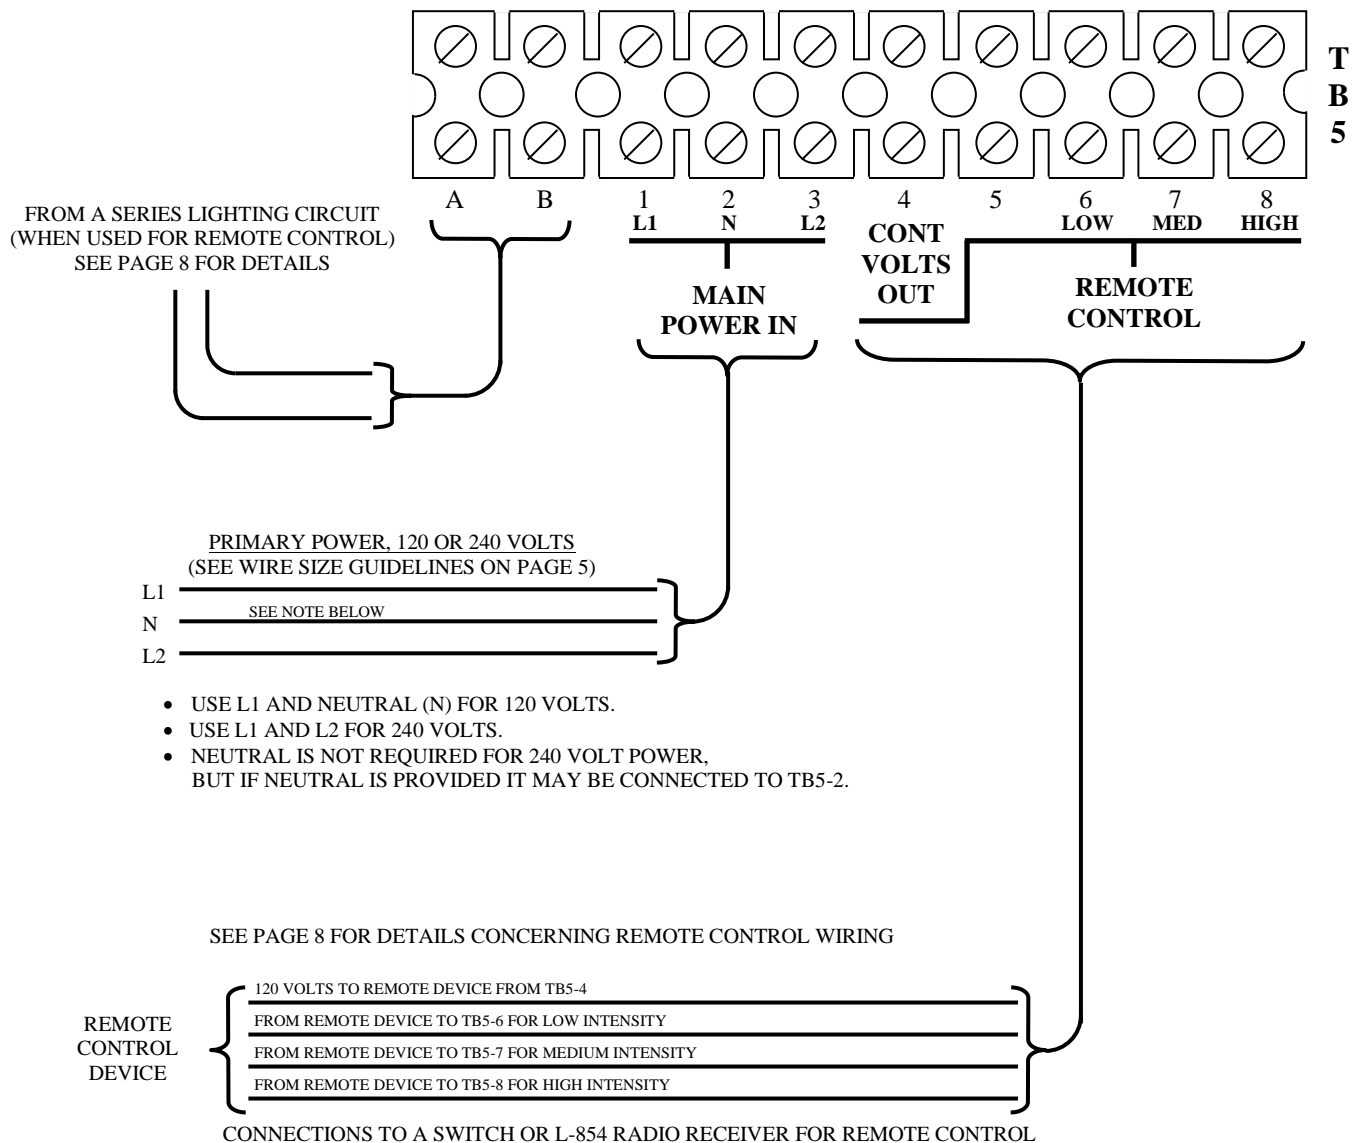 T
B
5
A B 1 2 3 4 5 6 7 8
L1 N L2 LOW MED HIGH
FROM A SERIES LIGHTING CIRCUIT
(WHEN USED FOR REMOTE CONTROL)
SEE PAGE 8 FOR DETAILS
MAIN
POWER IN
CONT
VOLTS
OUT
REMOTE
CONTROL
PRIMARY POWER, 120 OR 240 VOLTS
(SEE WIRE SIZE GUIDELINES ON PAGE 5)
L1
SEE NOTE BELOW
N
L2
• USE L1 AND NEUTRAL (N) FOR 120 VOLTS.
• USE L1 AND L2 FOR 240 VOLTS.
• NEUTRAL IS NOT REQUIRED FOR 240 VOLT POWER,
BUT IF NEUTRAL IS PROVIDED IT MAY BE CONNECTED TO TB5-2.
SEE PAGE 8 FOR DETAILS CONCERNING REMOTE CONTROL WIRING
REMOTE
CONTROL
DEVICE
120 VOLTS TO REMOTE DEVICE FROM TB5-4
FROM REMOTE DEVICE TO TB5-6 FOR LOW INTENSITY
FROM REMOTE DEVICE TO TB5-7 FOR MEDIUM INTENSITY
FROM REMOTE DEVICE TO TB5-8 FOR HIGH INTENSITY
CONNECTIONS TO A SWITCH OR L-854 RADIO RECEIVER FOR REMOTE CONTROL